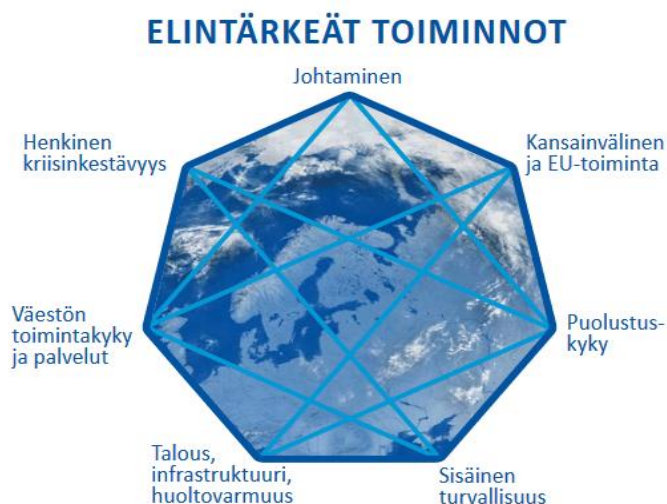 ELINTÄRKEÄT TOIMINNOT
Johtaminen
Henkinen
kriisinkestävyys
Kansainvälinen
ja EU-toiminta
Väestön
toimintakyky
ja palvelut
Puolustus-
kyky
Talous,
infrastruktuuri,
huoltovarmuus
Sisäinen
turvallisuus